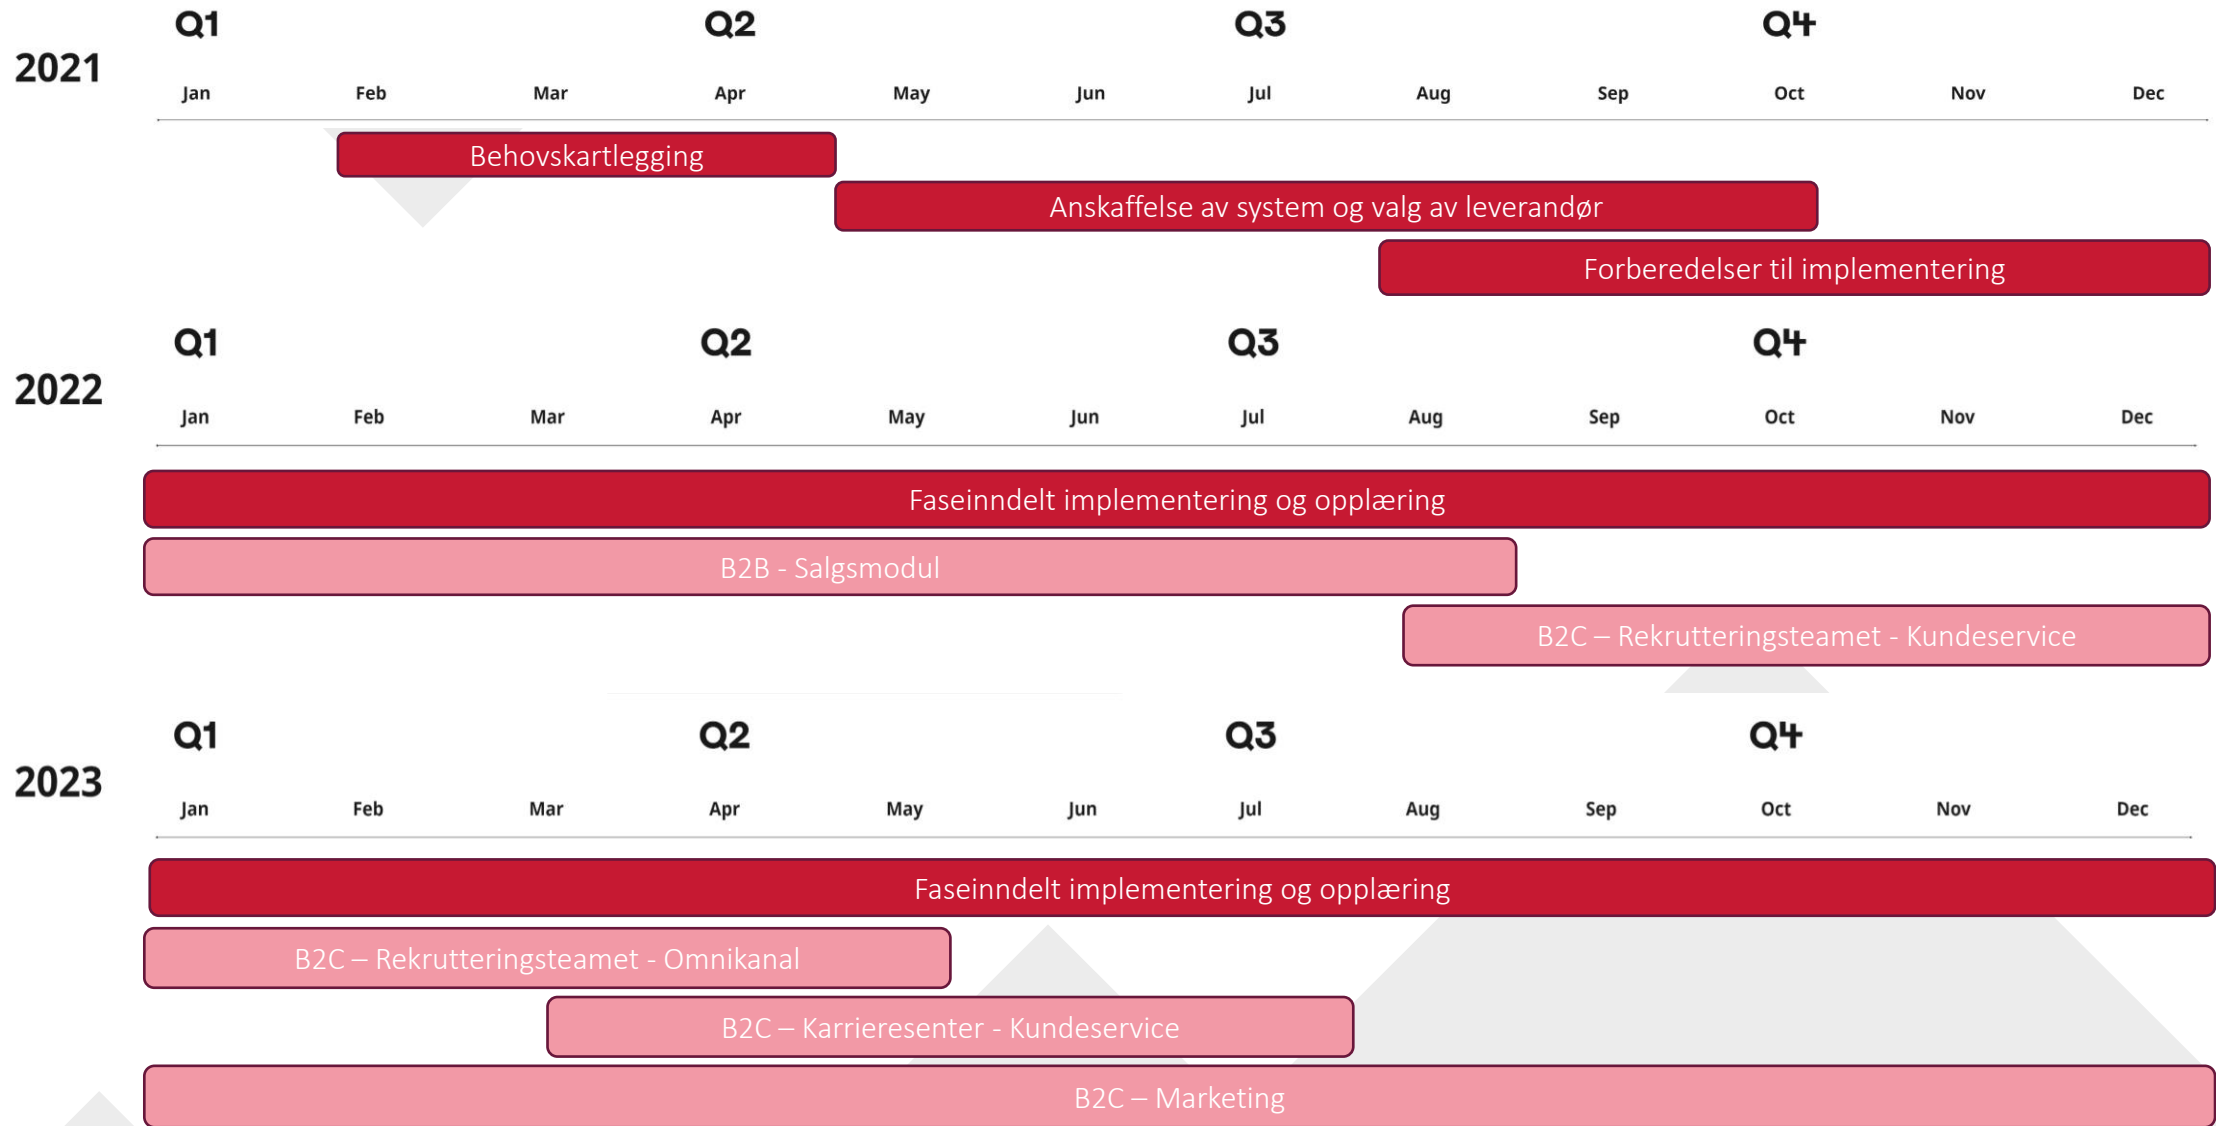 Q1 Q2 Q3 Q4
2021
Jan Feb Mar Apr May Jun Jul Aug Sep Oct Nov Dec
Behovskartlegging
Anskaffelse av system og valg av leverandør
Forberedelser til implementering
Q1 Q2 Q3 Q4
2022
Jan Feb Mar Apr May Jun Jul Aug Sep Oct Nov Dec
Faseinndelt implementering og opplæring
B2B - Salgsmodul
B2C – Rekrutteringsteamet - Kundeservice
Q1 Q2 Q3 Q4
2023
Jan Feb Mar Apr May Jun Jul Aug Sep Oct Nov Dec
Faseinndelt implementering og opplæring
B2C – Rekrutteringsteamet - Omnikanal
B2C – Karrieresenter - Kundeservice
B2C – Marketing